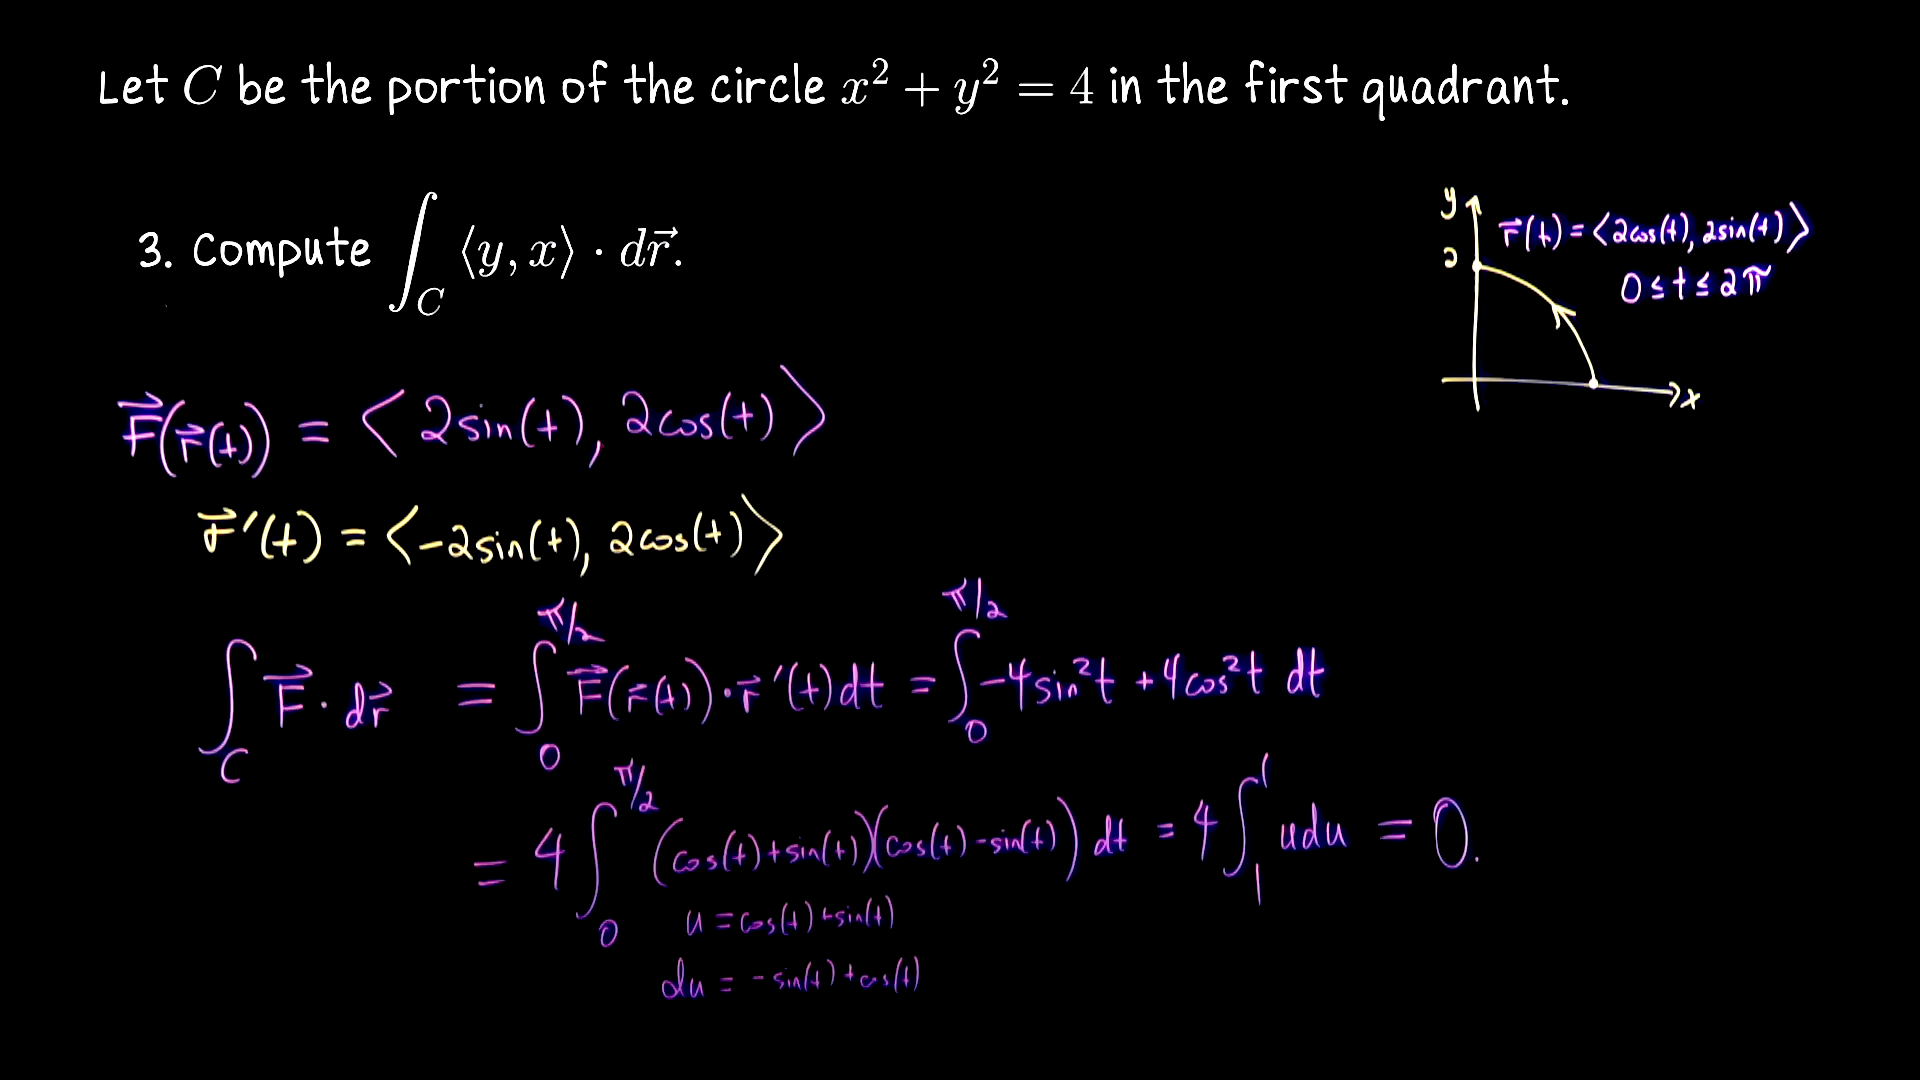 Let C be the portion of the circle x² + y² = 4 in the first quadrant.
3. Compute ∫_C ⟨y, x⟩ · dr⃗.
y
2
x
r⃗(t) = ⟨2cos(t), 2sin(t)⟩
0 ≤ t ≤ 2π
F⃗(r⃗(t)) = ⟨2sin(t), 2cos(t)⟩
r⃗'(t) = ⟨-2sin(t), 2cos(t)⟩
∫_C F⃗ · dr⃗ = ∫_0^{π/2} F⃗(r⃗(t)) · r⃗'(t) dt = ∫_0^{π/2} -4sin²t + 4cos²t dt
= 4 ∫_0^{π/2} (cos(t)+sin(t))(cos(t)-sin(t)) dt = 4 ∫_1^1 u du = 0.
u = cos(t)+sin(t)
du = -sin(t)+cos(t)